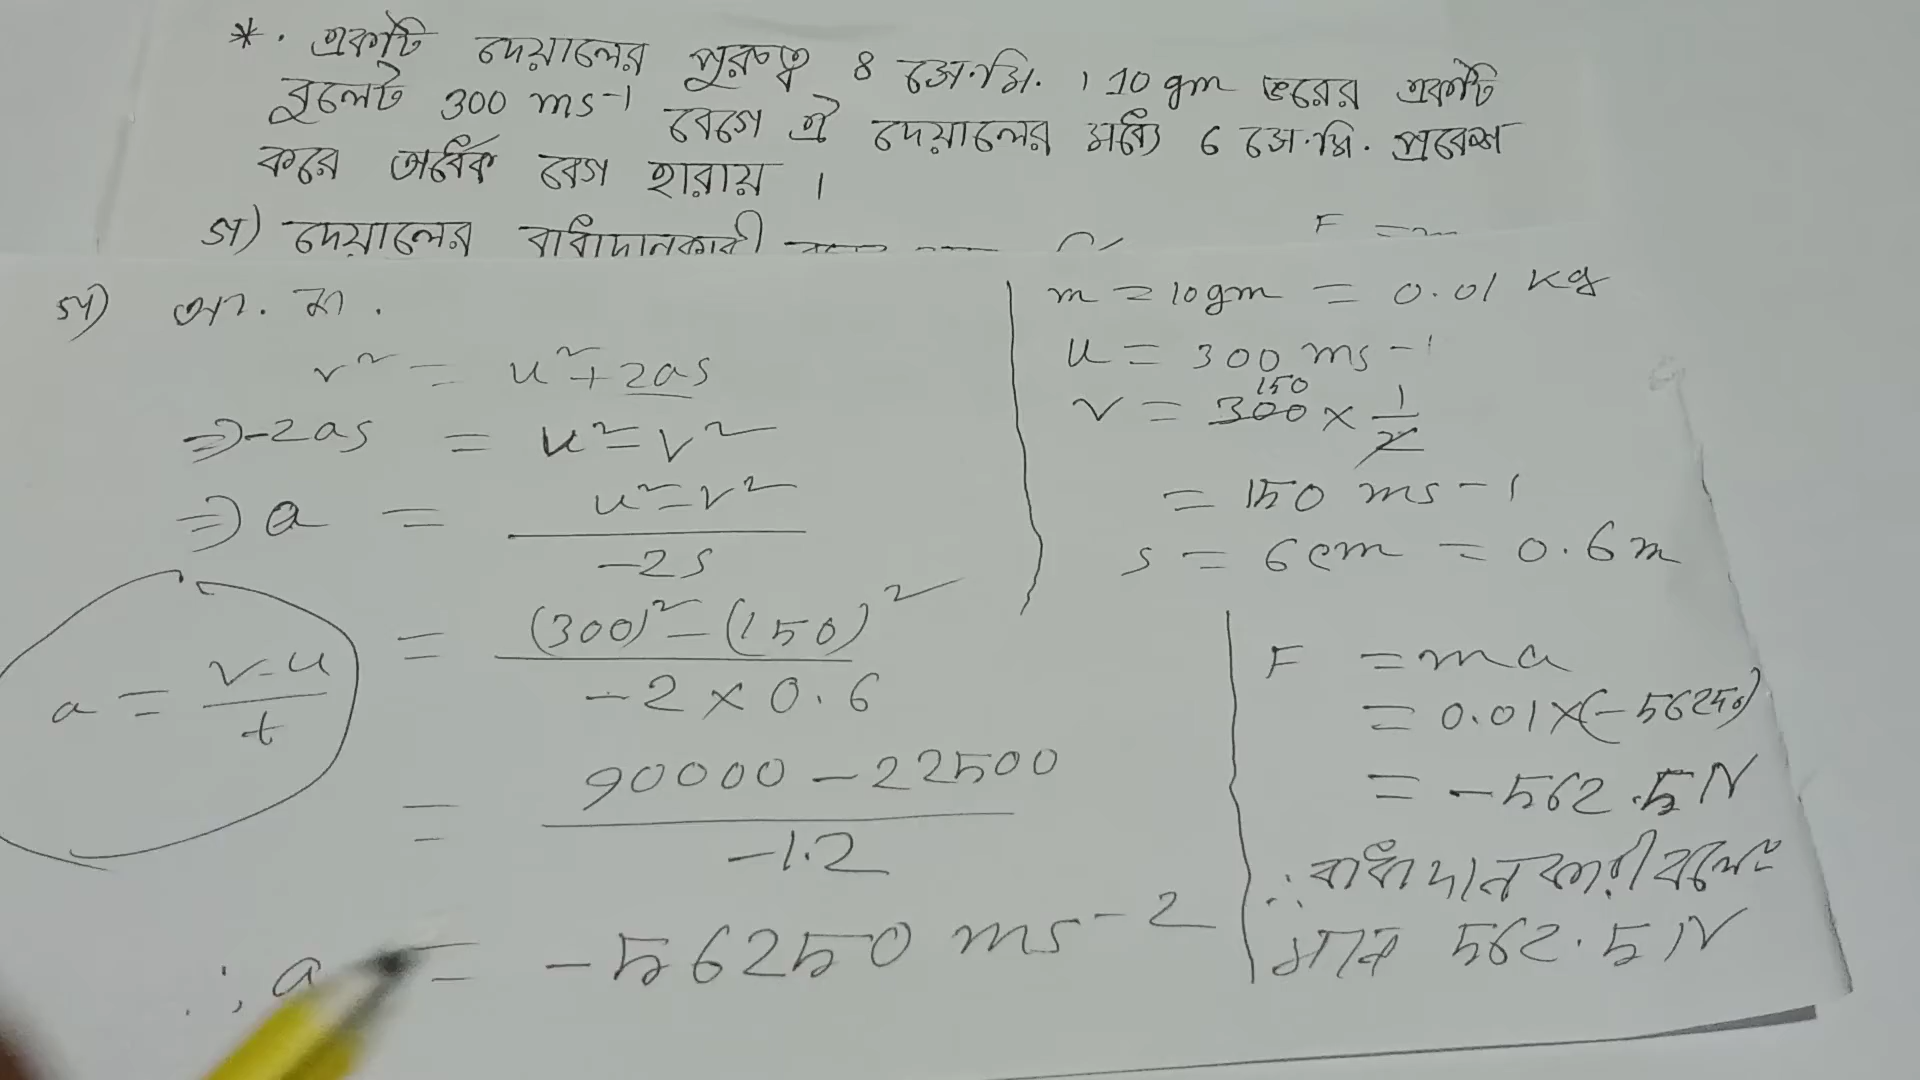 *. একটি দেয়ালের পুরুত্ব 8 সে.মি. । 10 gm ভরের একটি
বুলেট 300 ms-1 বেগে ঐ দেয়ালের মধ্যে 6 সে.মি. প্রবেশ
করে অর্ধেক বেগ হারায় ।
গ) দেয়ালের বাধাদানকারী
F =
গ) আ. ম.
v² = u²+2as
⇒-2as = u²-v²
⇒ a = u²-v² / -2s
= (300)²-(150)² / -2 × 0.6
= 90000-22500 / -1.2
∴ a = -56250 ms-2
a = v-u / t
m = 10gm = 0.01 kg
u = 300 ms-1
v = 300 × 1/2 150
= 150 ms-1
s = 6cm = 0.6m
F = ma
= 0.01×(-56250)
= -562.5N
∴ বাধাদানকারী বলের
মান 562.5N